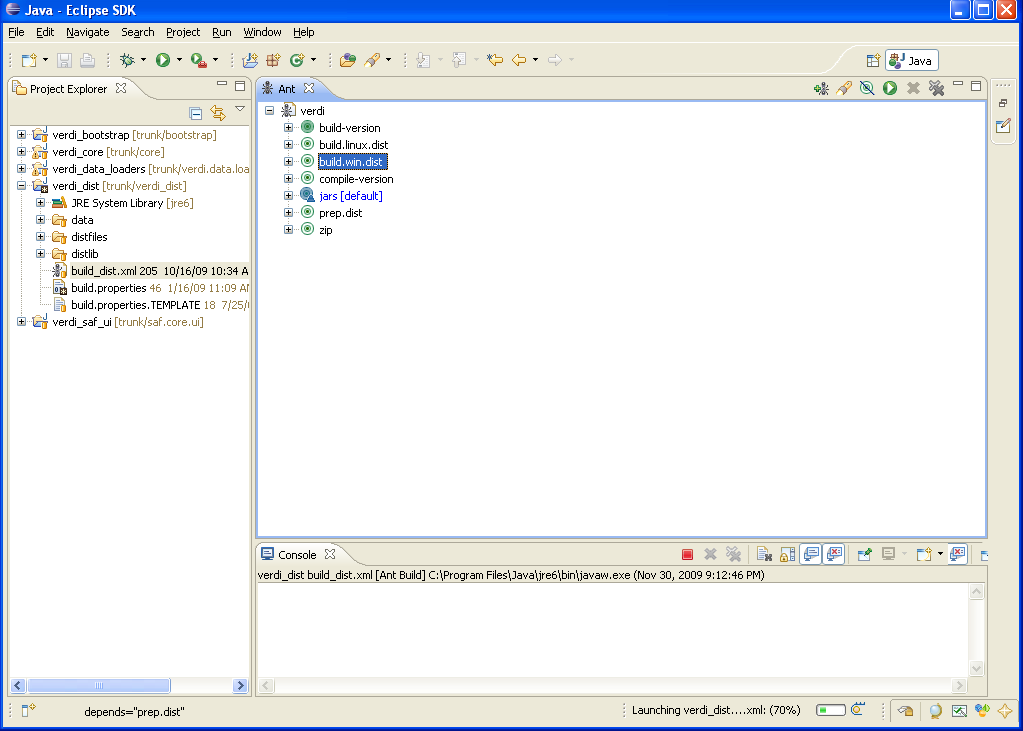 Java - Eclipse SDK
File Edit Navigate Search Project Run Window Help
Java
Project Explorer
verdi_bootstrap [trunk/bootstrap]
verdi_core [trunk/core]
verdi_data_loaders [trunk/verdi.data.loa
verdi_dist [trunk/verdi_dist]
JRE System Library [jre6]
data
distfiles
distlib
build_dist.xml 205 10/16/09 10:34 A
build.properties 46 1/16/09 11:09 AM
build.properties.TEMPLATE 18 7/25/0
verdi_saf_ui [trunk/saf.core.ui]
Ant
verdi
build-version
build.linux.dist
build.win.dist
compile-version
jars [default]
prep.dist
zip
Console
verdi_dist build_dist.xml [Ant Build] C:\Program Files\Java\jre6\bin\javaw.exe (Nov 30, 2009 9:12:46 PM)
depends="prep.dist"
Launching verdi_dist....xml: (70%)